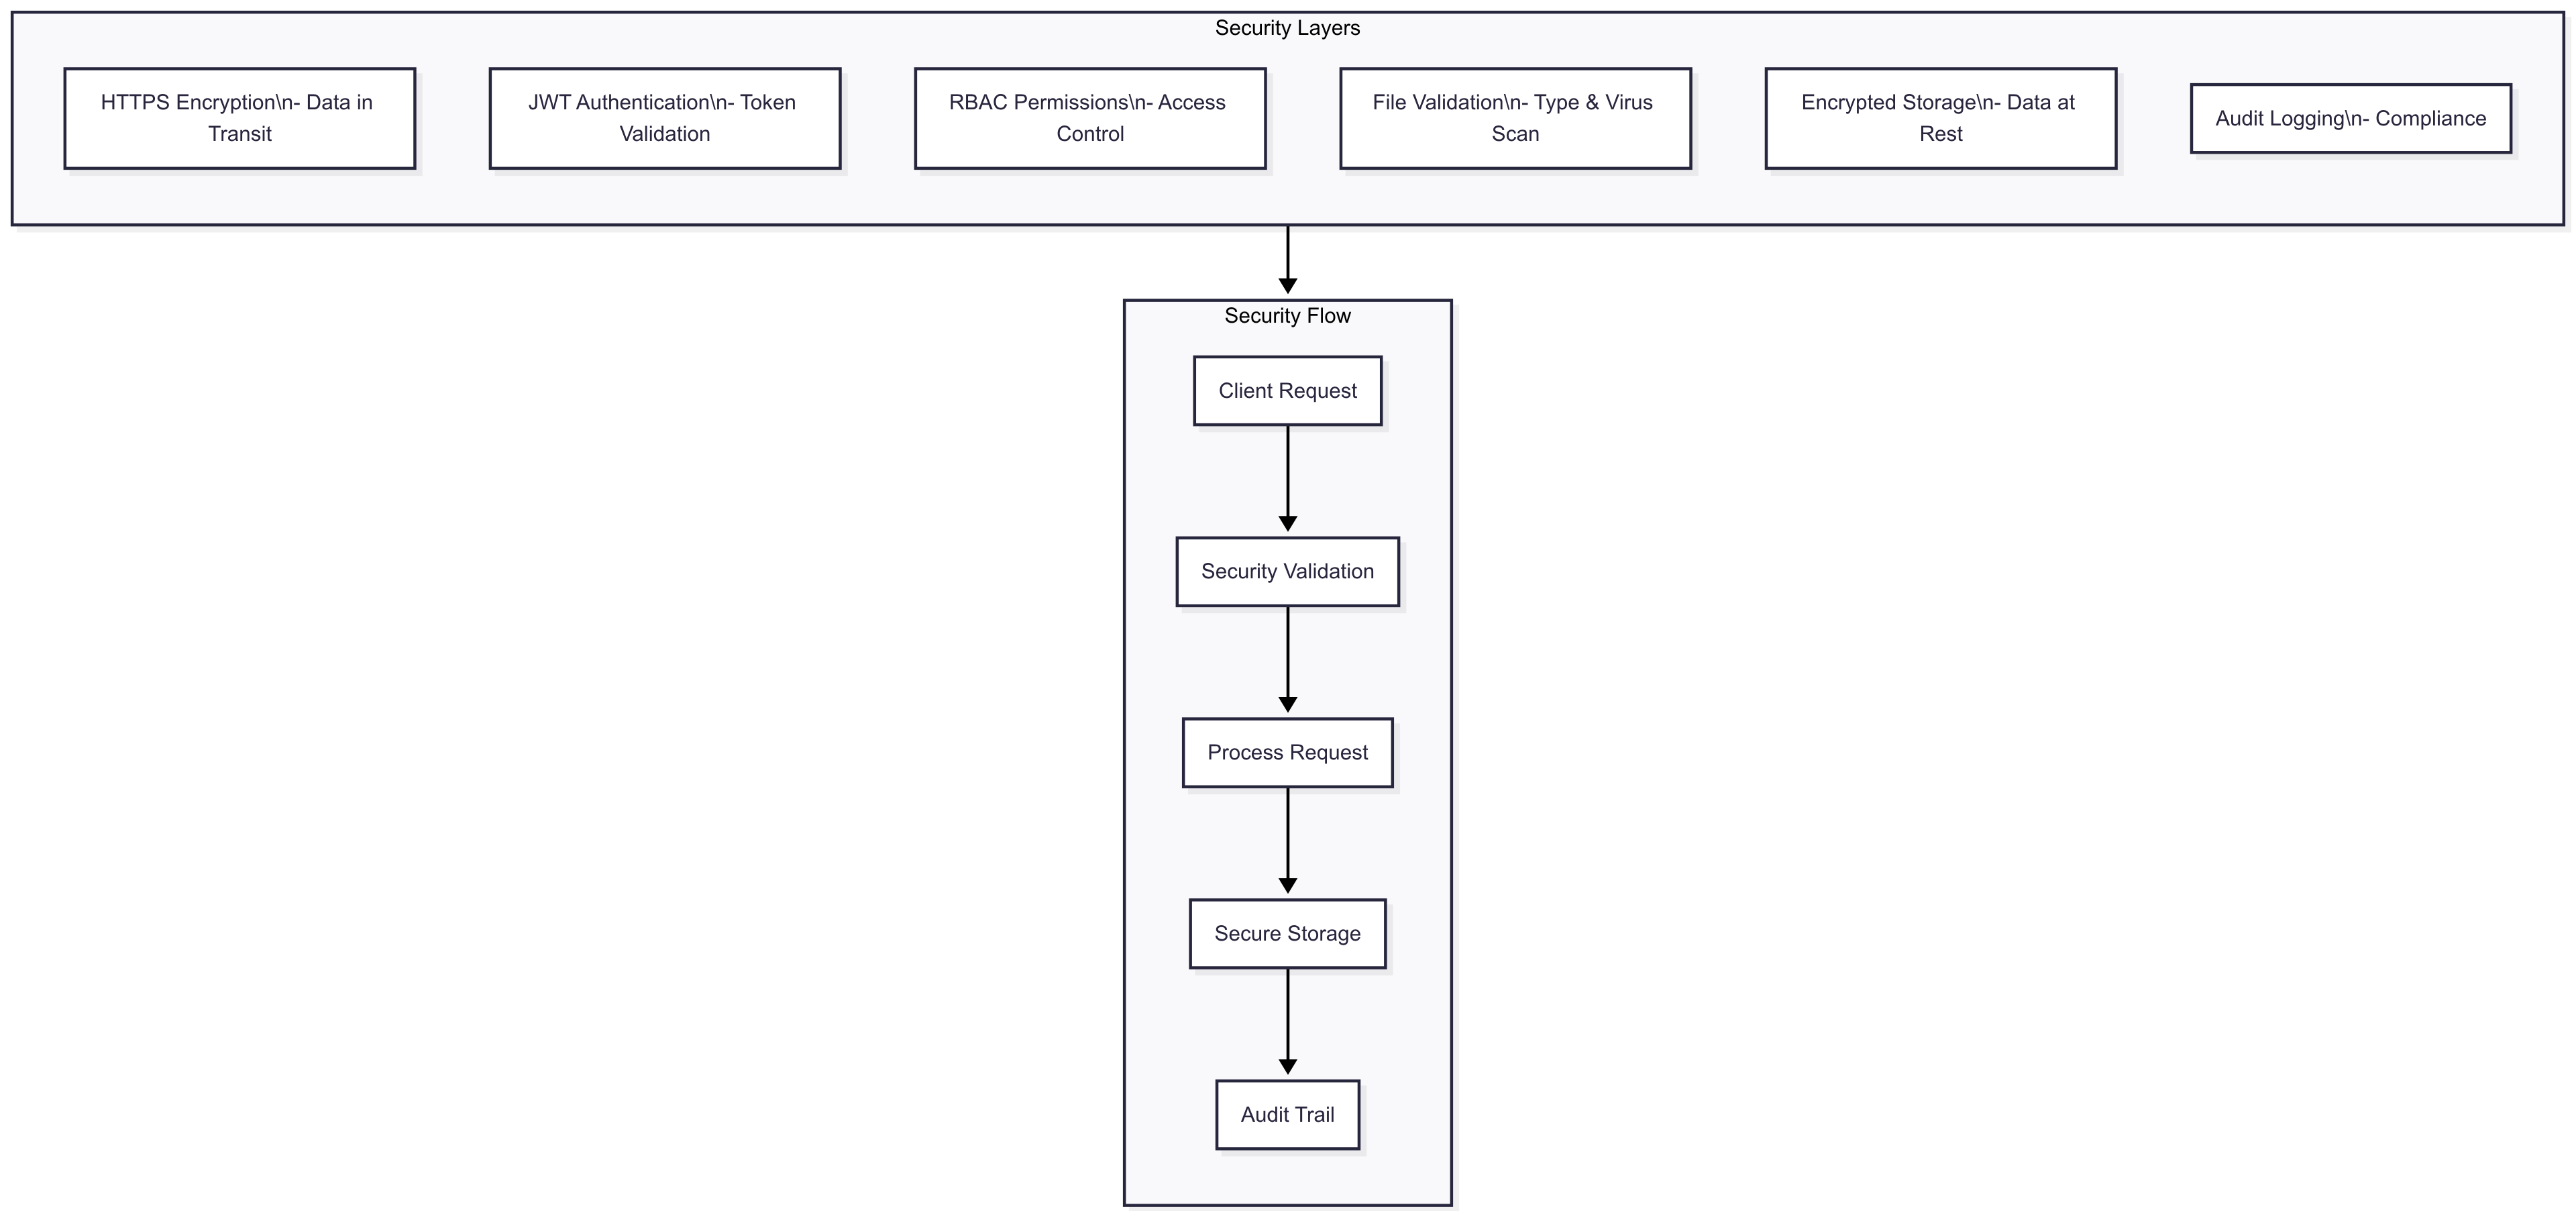 Security Layers
HTTPS Encryption\n- Data in
Transit
JWT Authentication\n- Token
Validation
RBAC Permissions\n- Access
Control
File Validation\n- Type & Virus
Scan
Encrypted Storage\n- Data at
Rest
Audit Logging\n- Compliance
Security Flow
Client Request
Security Validation
Process Request
Secure Storage
Audit Trail